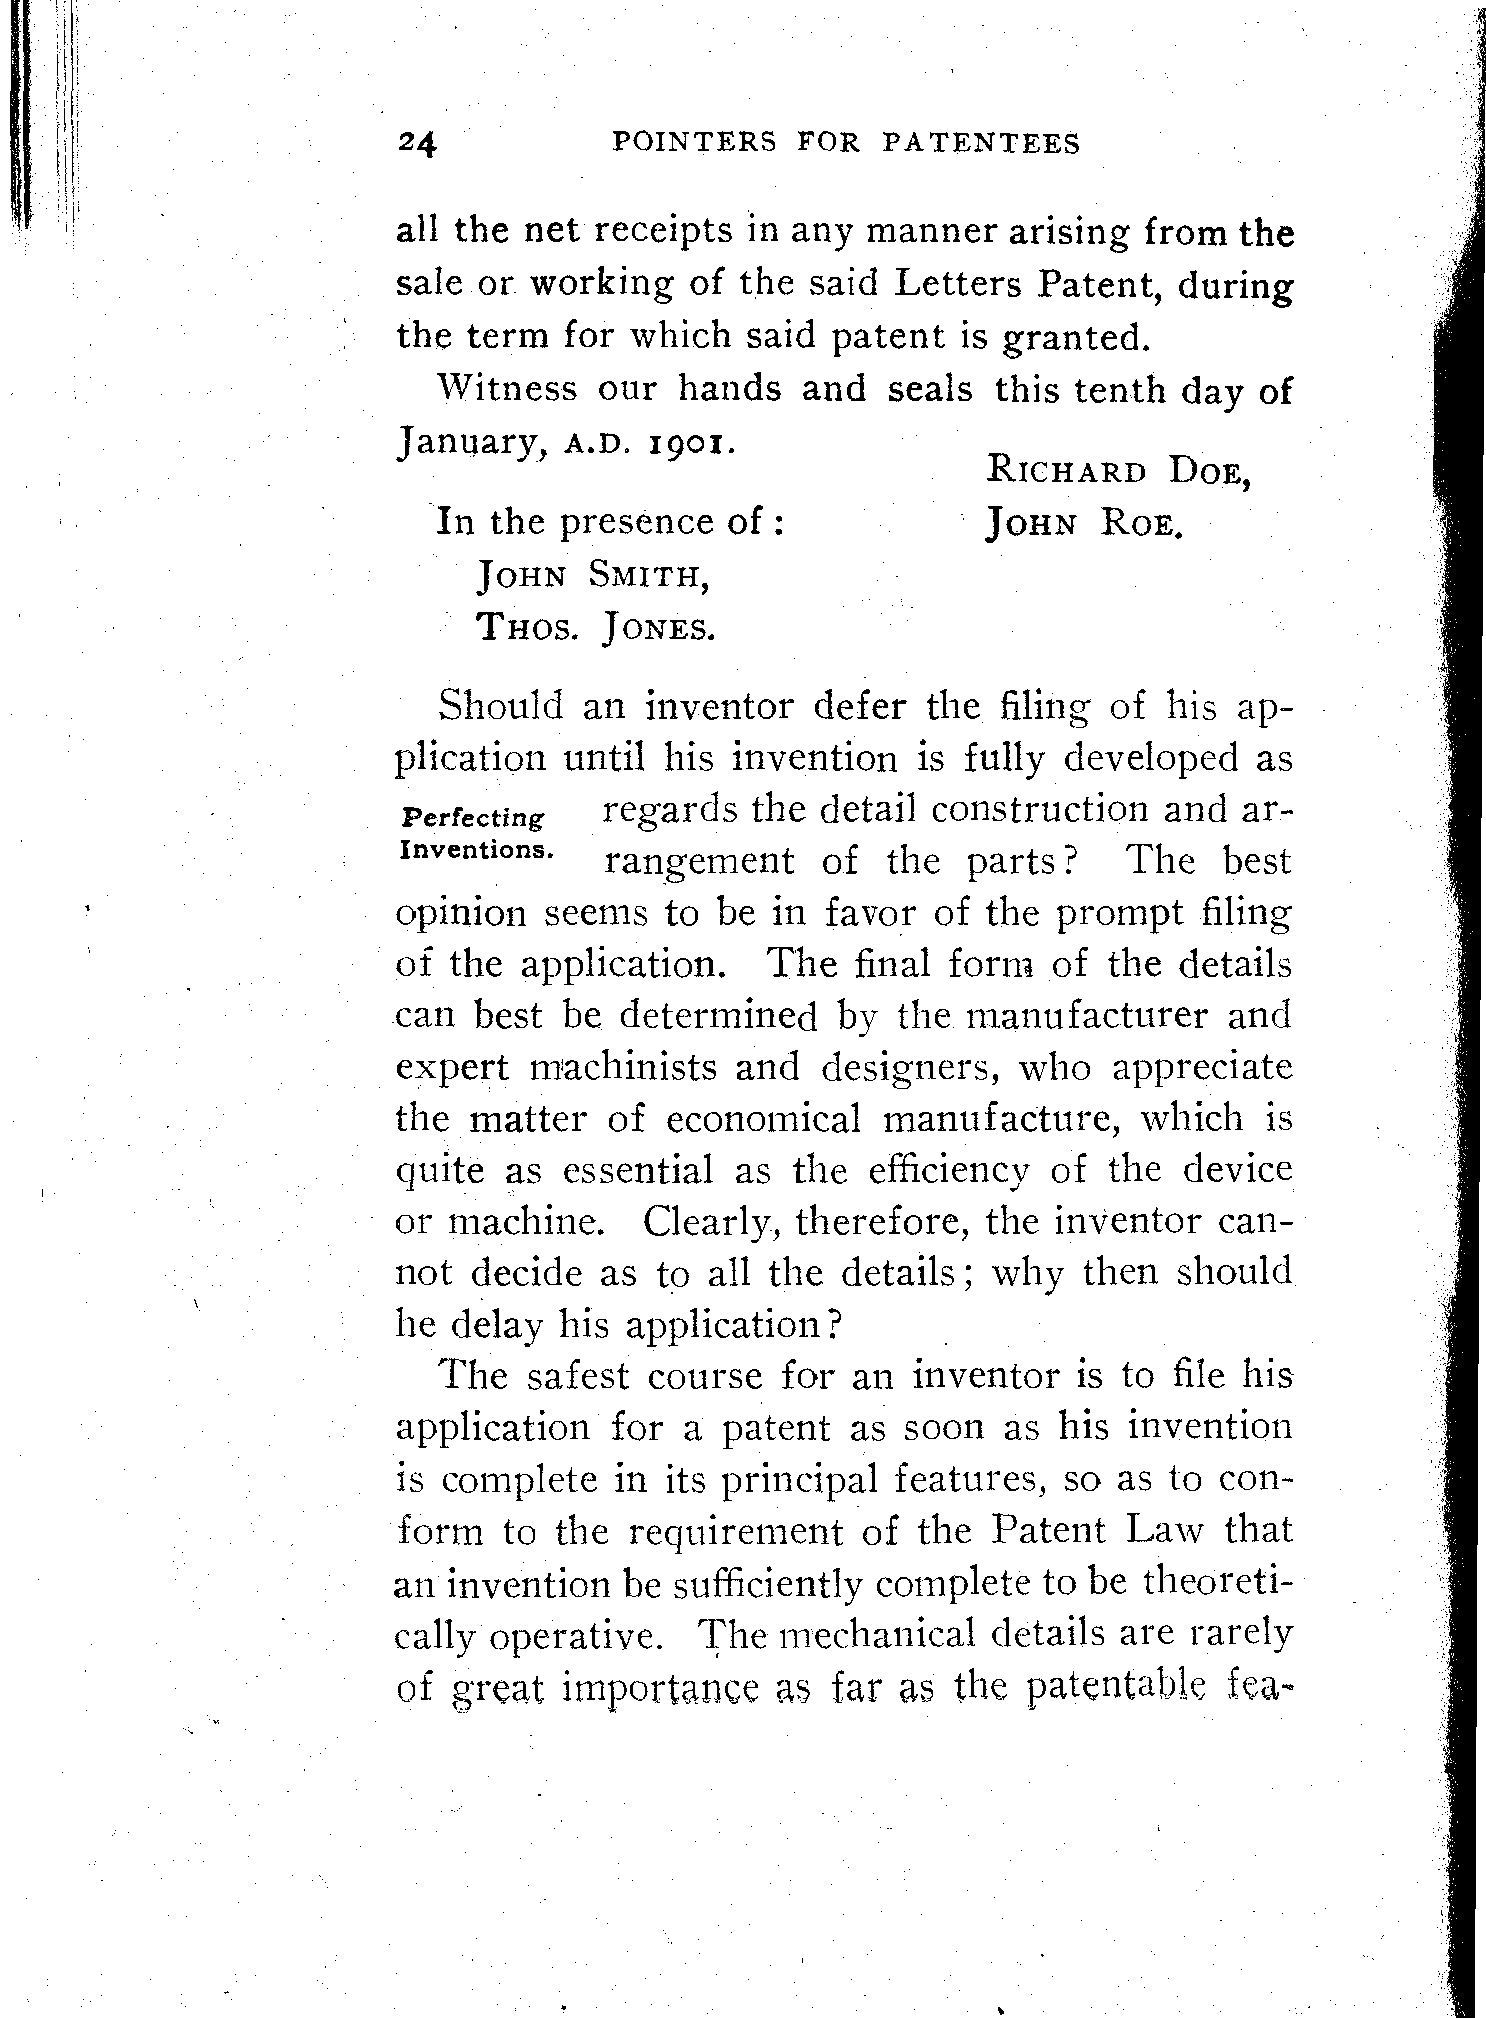 24 POINTERS FOR PATENTEES
all the net receipts in any manner arising from the
sale or working of the said Letters Patent, during
the term for which said patent is granted.
Witness our hands and seals this tenth day of
January, A.D. 1901.
RICHARD DOE,
In the presence of : JOHN ROE.
JOHN SMITH,
THOS. JONES.
Should an inventor defer the filing of his ap-
plication until his invention is fully developed as
Perfecting
Inventions.
regards the detail construction and ar-
rangement of the parts? The best
opinion seems to be in favor of the prompt filing
of the application. The final form of the details
can best be determined by the manufacturer and
expert machinists and designers, who appreciate
the matter of economical manufacture, which is
quite as essential as the efficiency of the device
or machine. Clearly, therefore, the inventor can-
not decide as to all the details; why then should
he delay his application?
The safest course for an inventor is to file his
application for a patent as soon as his invention
is complete in its principal features, so as to con-
form to the requirement of the Patent Law that
an invention be sufficiently complete to be theoreti-
cally operative. The mechanical details are rarely
of great importance as far as the patentable fea-